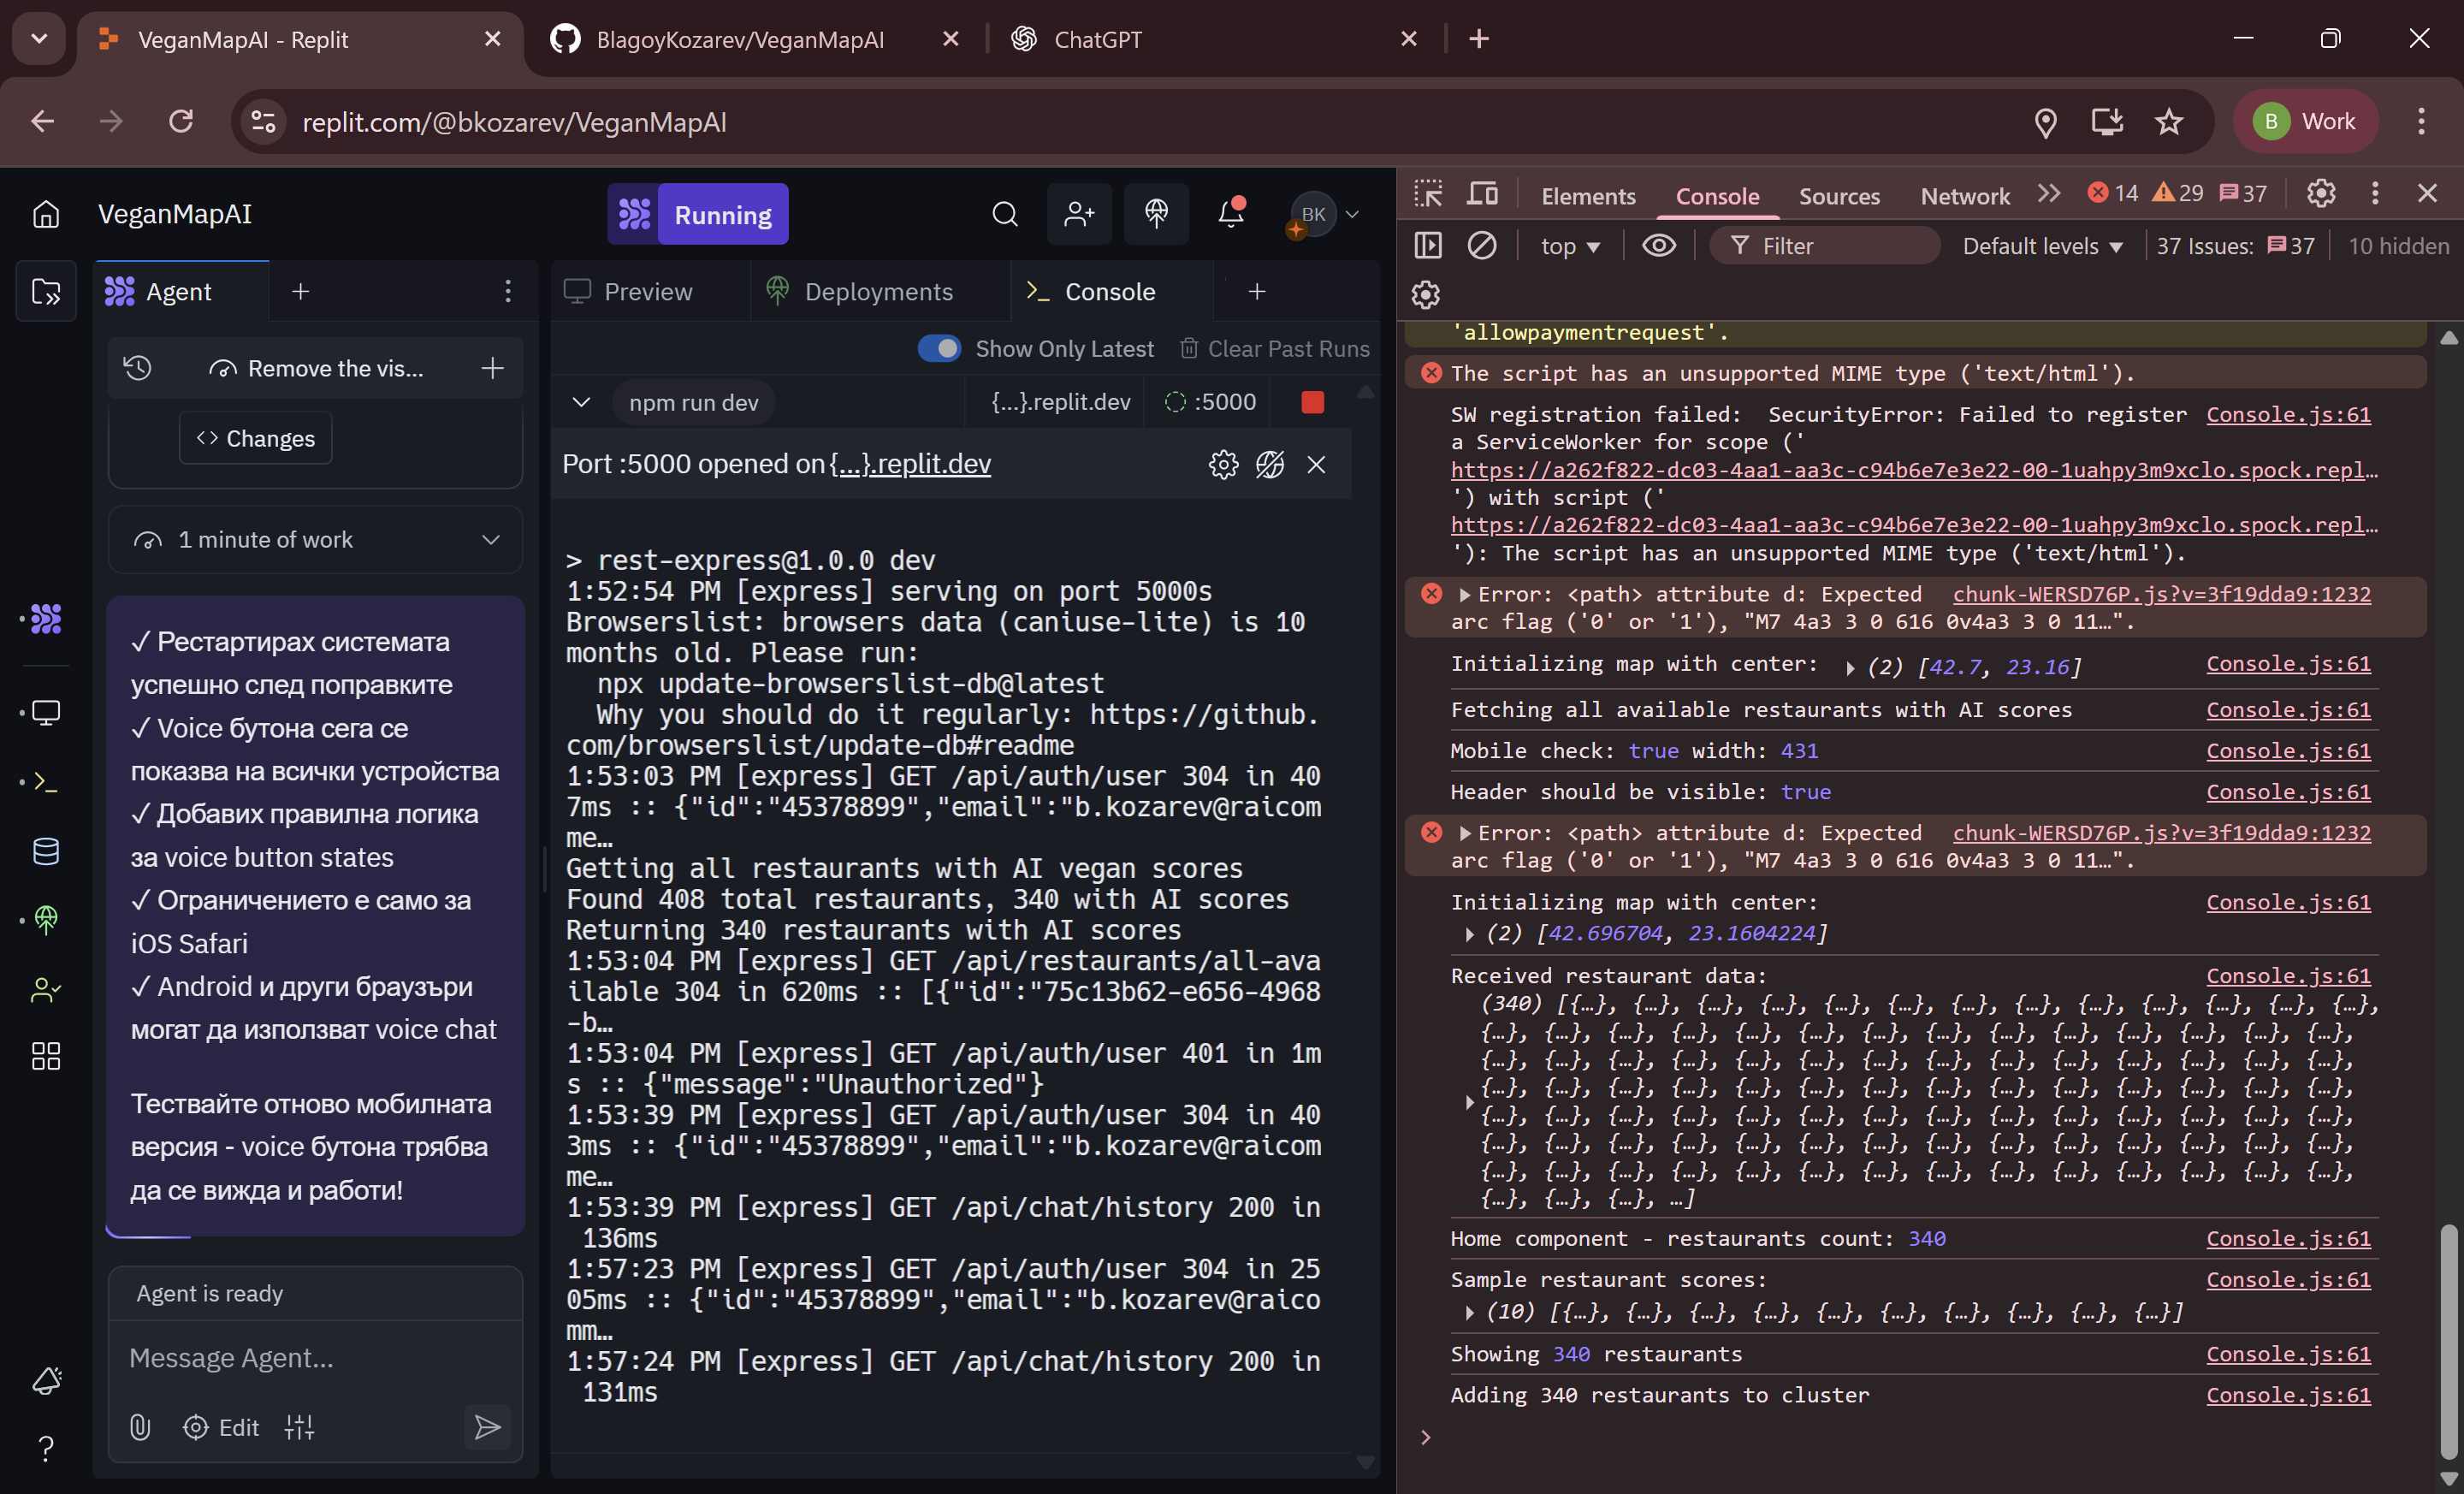 VeganMapAI - Replit
BlagoyKozarev/VeganMapAI
ChatGPT
replit.com/@bkozarev/VeganMapAI
B Work
VeganMapAI
Running
BK
Agent
Remove the vis...
<> Changes
1 minute of work
✓ Рестартирах системата
успешно след поправките
✓ Voice бутона сега се
показва на всички устройства
✓ Добавих правилна логика
за voice button states
✓ Ограничението е само за
iOS Safari
✓ Android и други браузъри
могат да използват voice chat
Тествайте отново мобилната
версия - voice бутона трябва
да се вижда и работи!
Agent is ready
Message Agent...
Edit
Preview
Deployments
Console
Show Only Latest
Clear Past Runs
npm run dev
{...}.replit.dev
:5000
Port :5000 opened on {...}.replit.dev
> rest-express@1.0.0 dev
1:52:54 PM [express] serving on port 5000s
Browserslist: browsers data (caniuse-lite) is 10
months old. Please run:
npx update-browserslist-db@latest
Why you should do it regularly: https://github.
com/browserslist/update-db#readme
1:53:03 PM [express] GET /api/auth/user 304 in 40
7ms :: {"id":"45378899","email":"b.kozarev@raicom
me…
Getting all restaurants with AI vegan scores
Found 408 total restaurants, 340 with AI scores
Returning 340 restaurants with AI scores
1:53:04 PM [express] GET /api/restaurants/all-ava
ilable 304 in 620ms :: [{"id":"75c13b62-e656-4968
-b…
1:53:04 PM [express] GET /api/auth/user 401 in 1m
s :: {"message":"Unauthorized"}
1:53:39 PM [express] GET /api/auth/user 304 in 40
3ms :: {"id":"45378899","email":"b.kozarev@raicom
me…
1:53:39 PM [express] GET /api/chat/history 200 in
136ms
1:57:23 PM [express] GET /api/auth/user 304 in 25
05ms :: {"id":"45378899","email":"b.kozarev@raico
mm…
1:57:24 PM [express] GET /api/chat/history 200 in
131ms
Elements
Console
Sources
Network
14
29
37
top
Filter
Default levels
37 Issues: 37
10 hidden
'allowpaymentrequest'.
The script has an unsupported MIME type ('text/html').
SW registration failed: SecurityError: Failed to register Console.js:61
a ServiceWorker for scope ('
https://a262f822-dc03-4aa1-aa3c-c94b6e7e3e22-00-1uahpy3m9xclo.spock.repl…
') with script ('
https://a262f822-dc03-4aa1-aa3c-c94b6e7e3e22-00-1uahpy3m9xclo.spock.repl…
'): The script has an unsupported MIME type ('text/html').
Error: <path> attribute d: Expected chunk-WERSD76P.js?v=3f19dda9:1232
arc flag ('0' or '1'), "M7 4a3 3 0 616 0v4a3 3 0 11…".
Initializing map with center: (2) [42.7, 23.16] Console.js:61
Fetching all available restaurants with AI scores Console.js:61
Mobile check: true width: 431 Console.js:61
Header should be visible: true Console.js:61
Error: <path> attribute d: Expected chunk-WERSD76P.js?v=3f19dda9:1232
arc flag ('0' or '1'), "M7 4a3 3 0 616 0v4a3 3 0 11…".
Initializing map with center: Console.js:61
(2) [42.696704, 23.1604224]
Received restaurant data: Console.js:61
(340) [{…}, {…}, {…}, {…}, {…}, {…}, {…}, {…}, {…}, {…}, {…}, {…}, {…},
{…}, {…}, {…}, {…}, {…}, {…}, {…}, {…}, {…}, {…}, {…}, {…}, {…}, {…},
{…}, {…}, {…}, {…}, {…}, {…}, {…}, {…}, {…}, {…}, {…}, {…}, {…}, {…},
{…}, {…}, {…}, {…}, {…}, {…}, {…}, {…}, {…}, {…}, {…}, {…}, {…}, {…},
{…}, {…}, {…}, {…}, {…}, {…}, {…}, {…}, {…}, {…}, {…}, {…}, {…}, {…},
{…}, {…}, {…}, {…}, {…}, {…}, {…}, {…}, {…}, {…}, {…}, {…}, {…}, {…},
{…}, {…}, {…}, {…}, {…}, {…}, {…}, {…}, {…}, {…}, {…}, {…}, {…}, {…},
{…}, {…}, {…}, …]
Home component - restaurants count: 340 Console.js:61
Sample restaurant scores: Console.js:61
(10) [{…}, {…}, {…}, {…}, {…}, {…}, {…}, {…}, {…}, {…}]
Showing 340 restaurants Console.js:61
Adding 340 restaurants to cluster Console.js:61